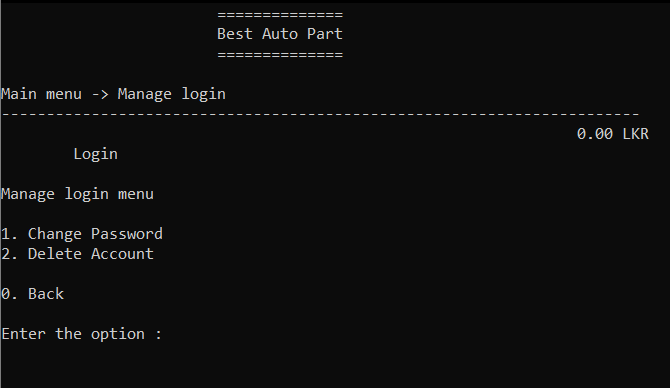 ==============
Best Auto Part
==============
Main menu -> Manage login
-----------------------------------------------------------------------
0.00 LKR
Login
Manage login menu
1. Change Password
2. Delete Account
0. Back
Enter the option :